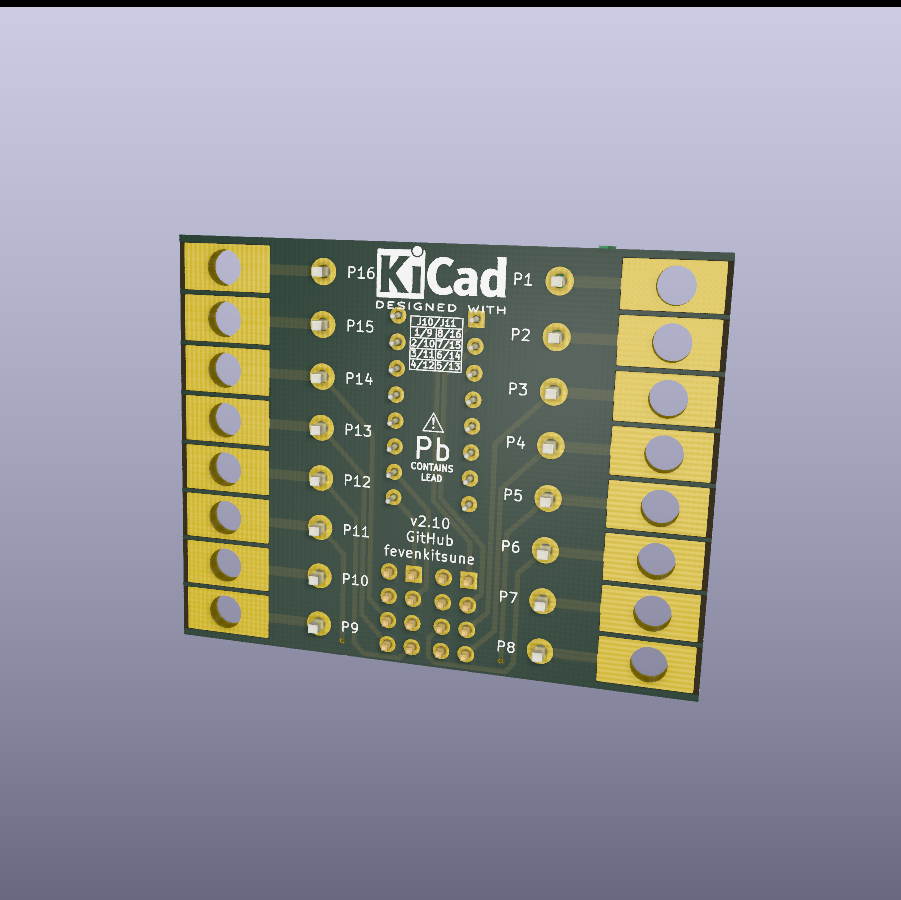 KiCad
DESIGNED WITH
J10/J11
1/9 8/16
2/10 7/15
3/11 6/14
4/12 5/13
Pb
CONTAINS
LEAD
v2.10
GitHub
fevenkitsune
P16
P15
P14
P13
P12
P11
P10
P9
P1
P2
P3
P4
P5
P6
P7
P8